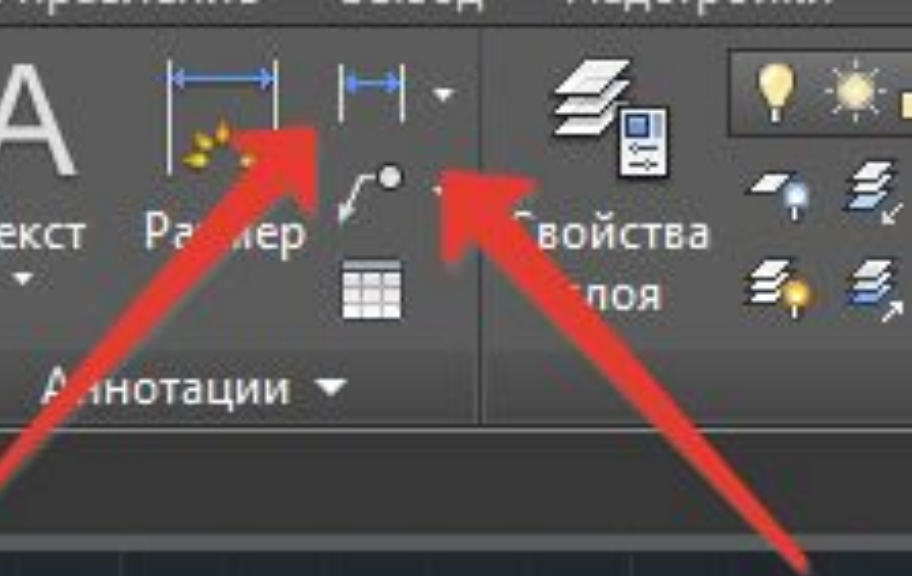 екст
Размер
Свойства
слоя
Аннотации